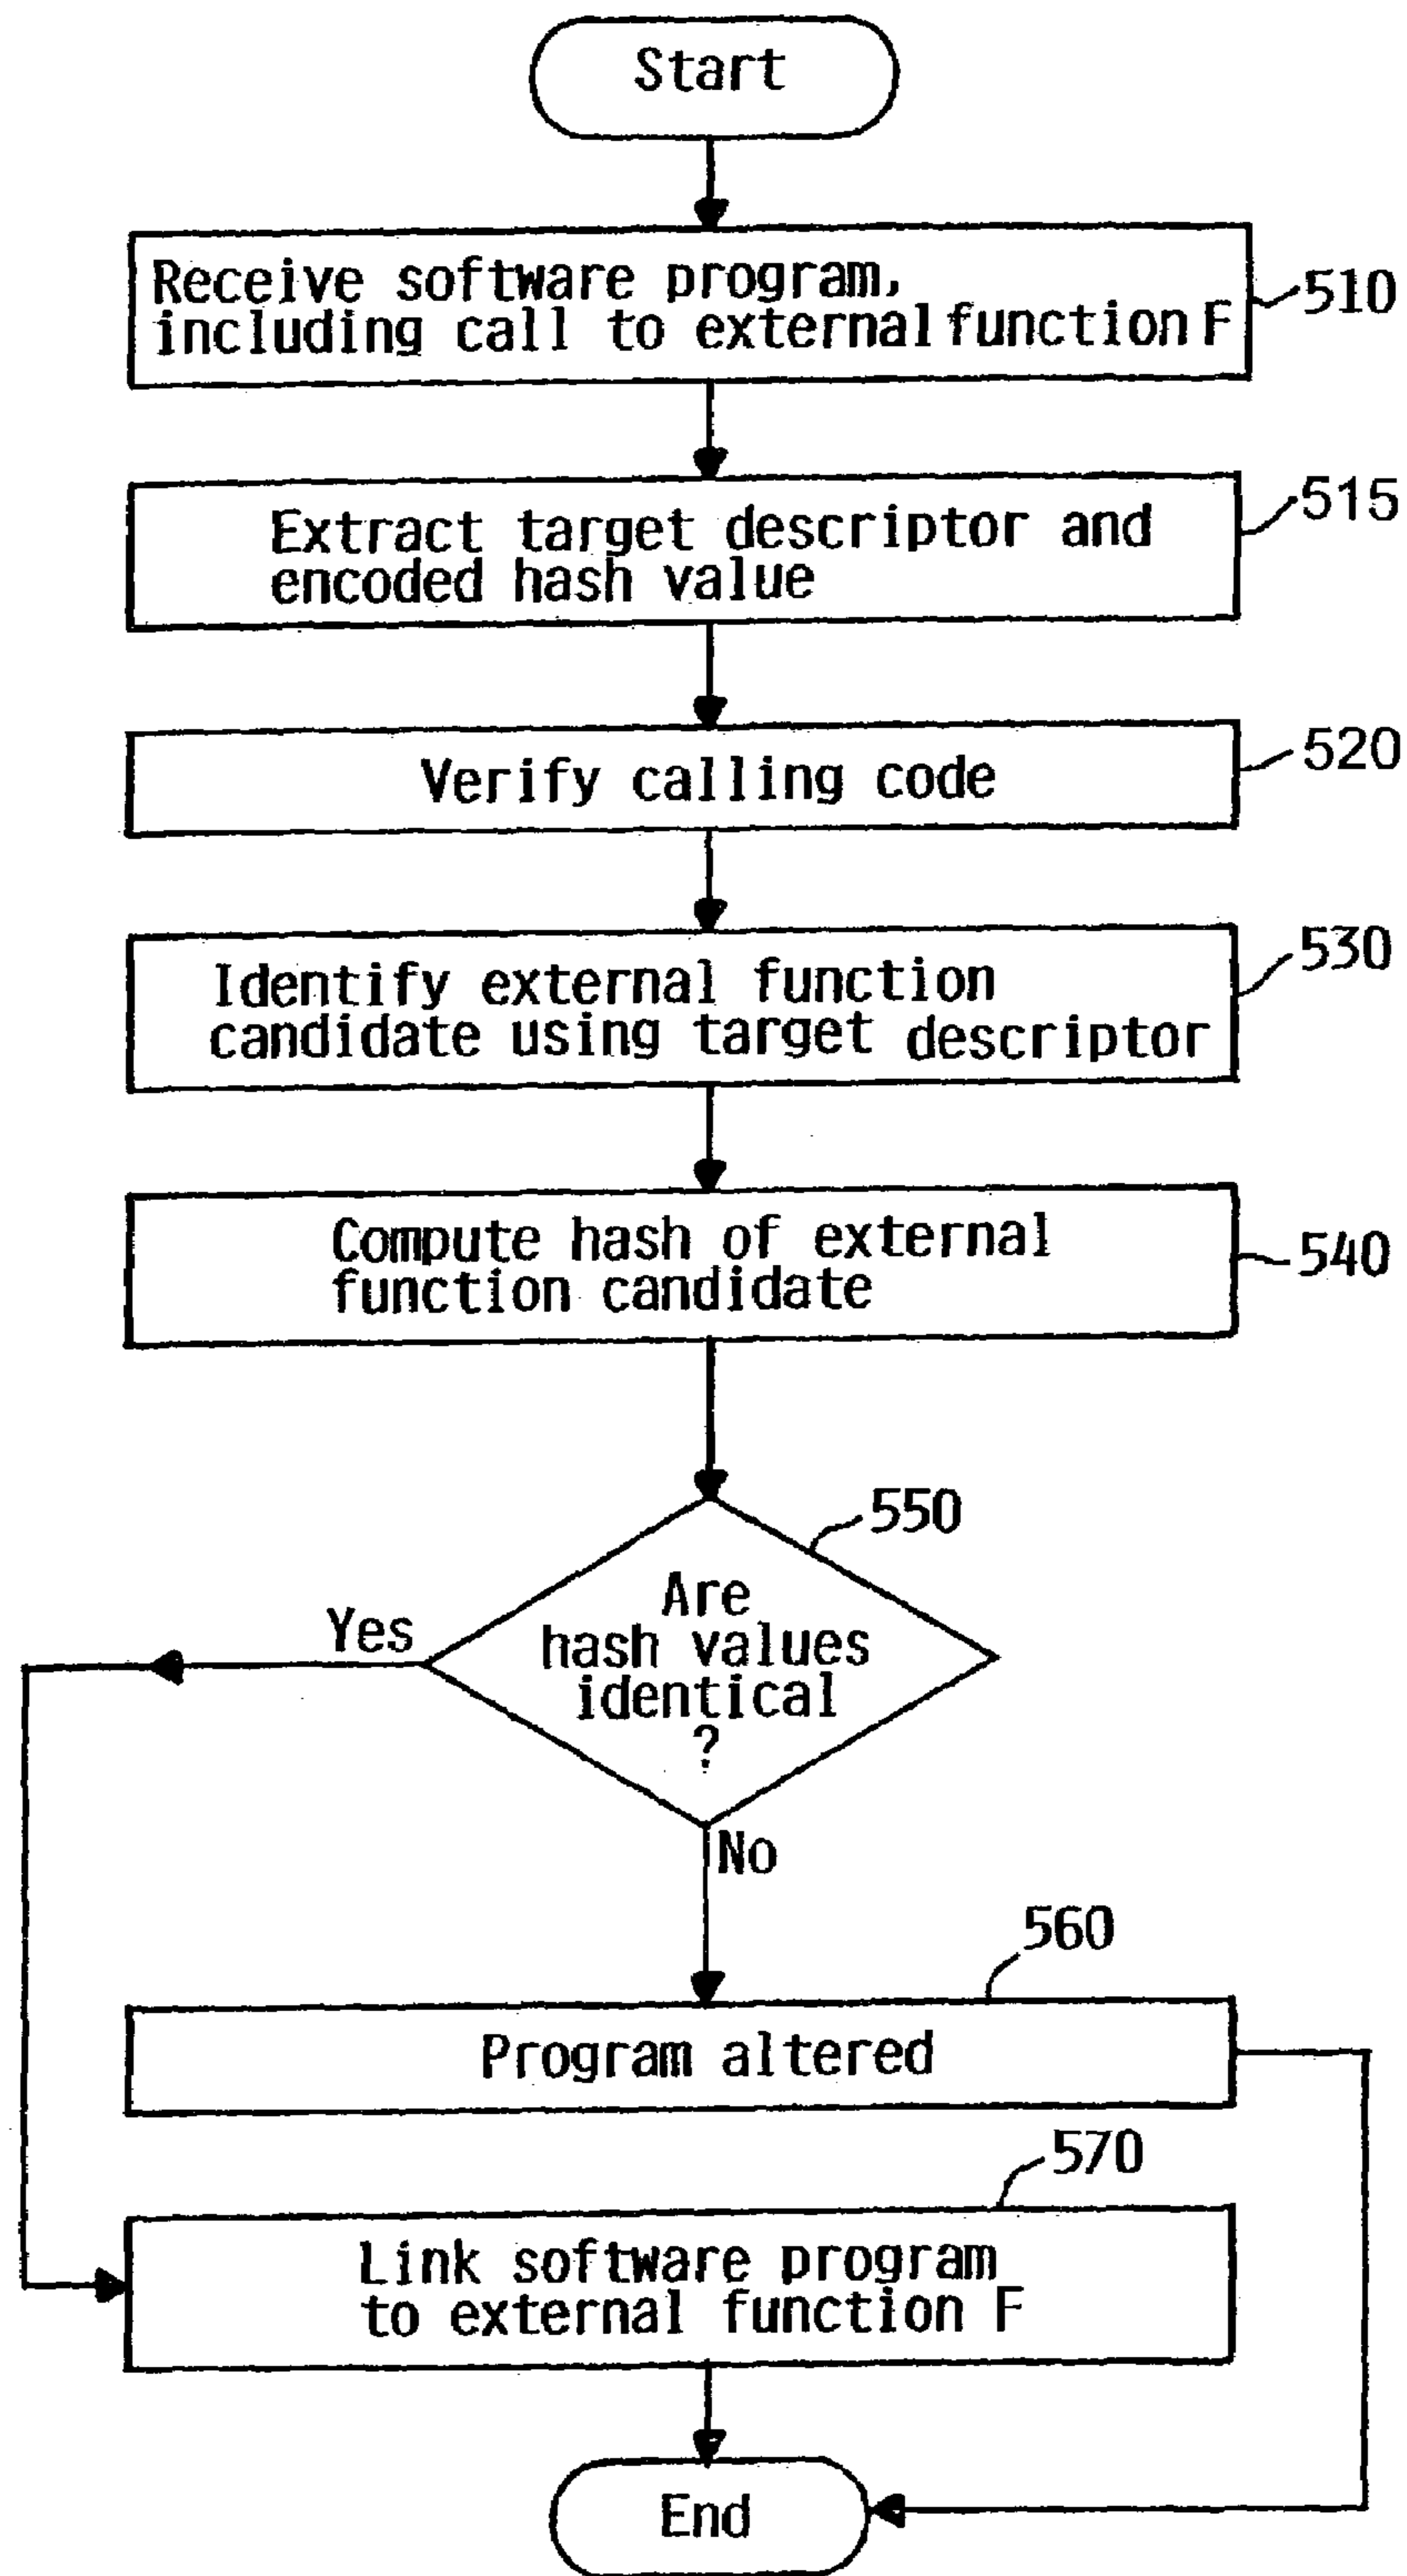 Start
Receive software program,
including call to external function F
510
Extract target descriptor and
encoded hash value
515
Verify calling code
520
Identify external function
candidate using target descriptor
530
Compute hash of external
function candidate
540
550
Are
hash values
identical
?
Yes
No
560
Program altered
570
Link software program
to external function F
End